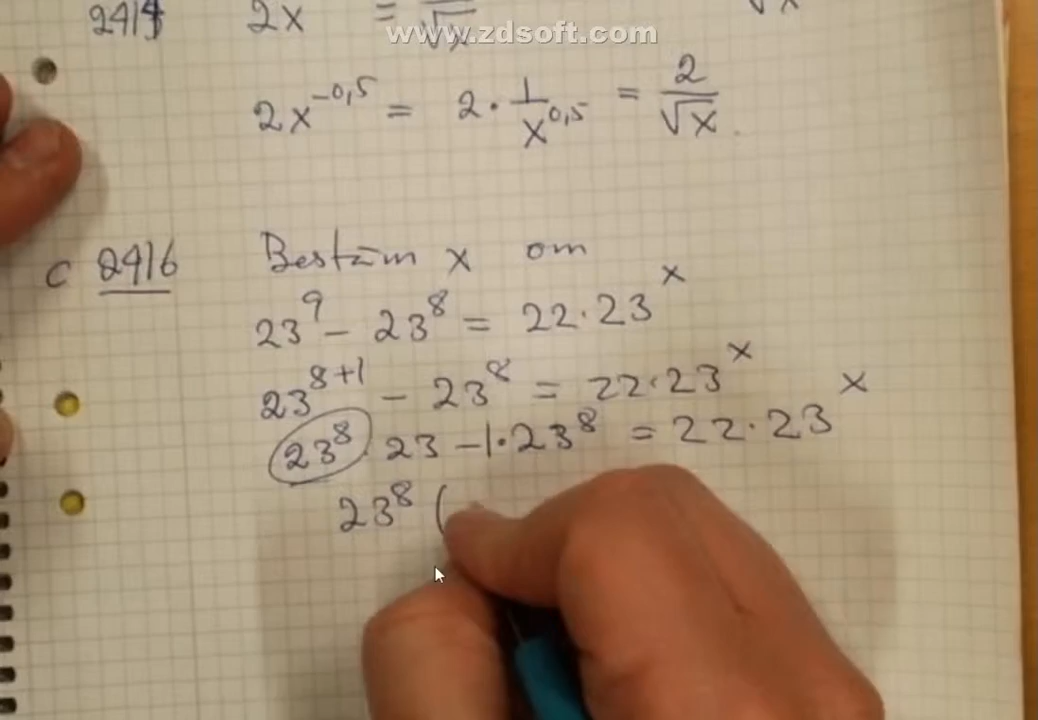 2414 2x = √x √x
www.zdsoft.com
2x^-0,5 = 2 · 1/x^0,5 = 2/√x
C 2416 Bestäm x om
23^9 - 23^8 = 22·23^x
23^8+1 - 23^8 = 22·23^x
23^8 · 23 - 1·23^8 = 22·23^x
23^8 (